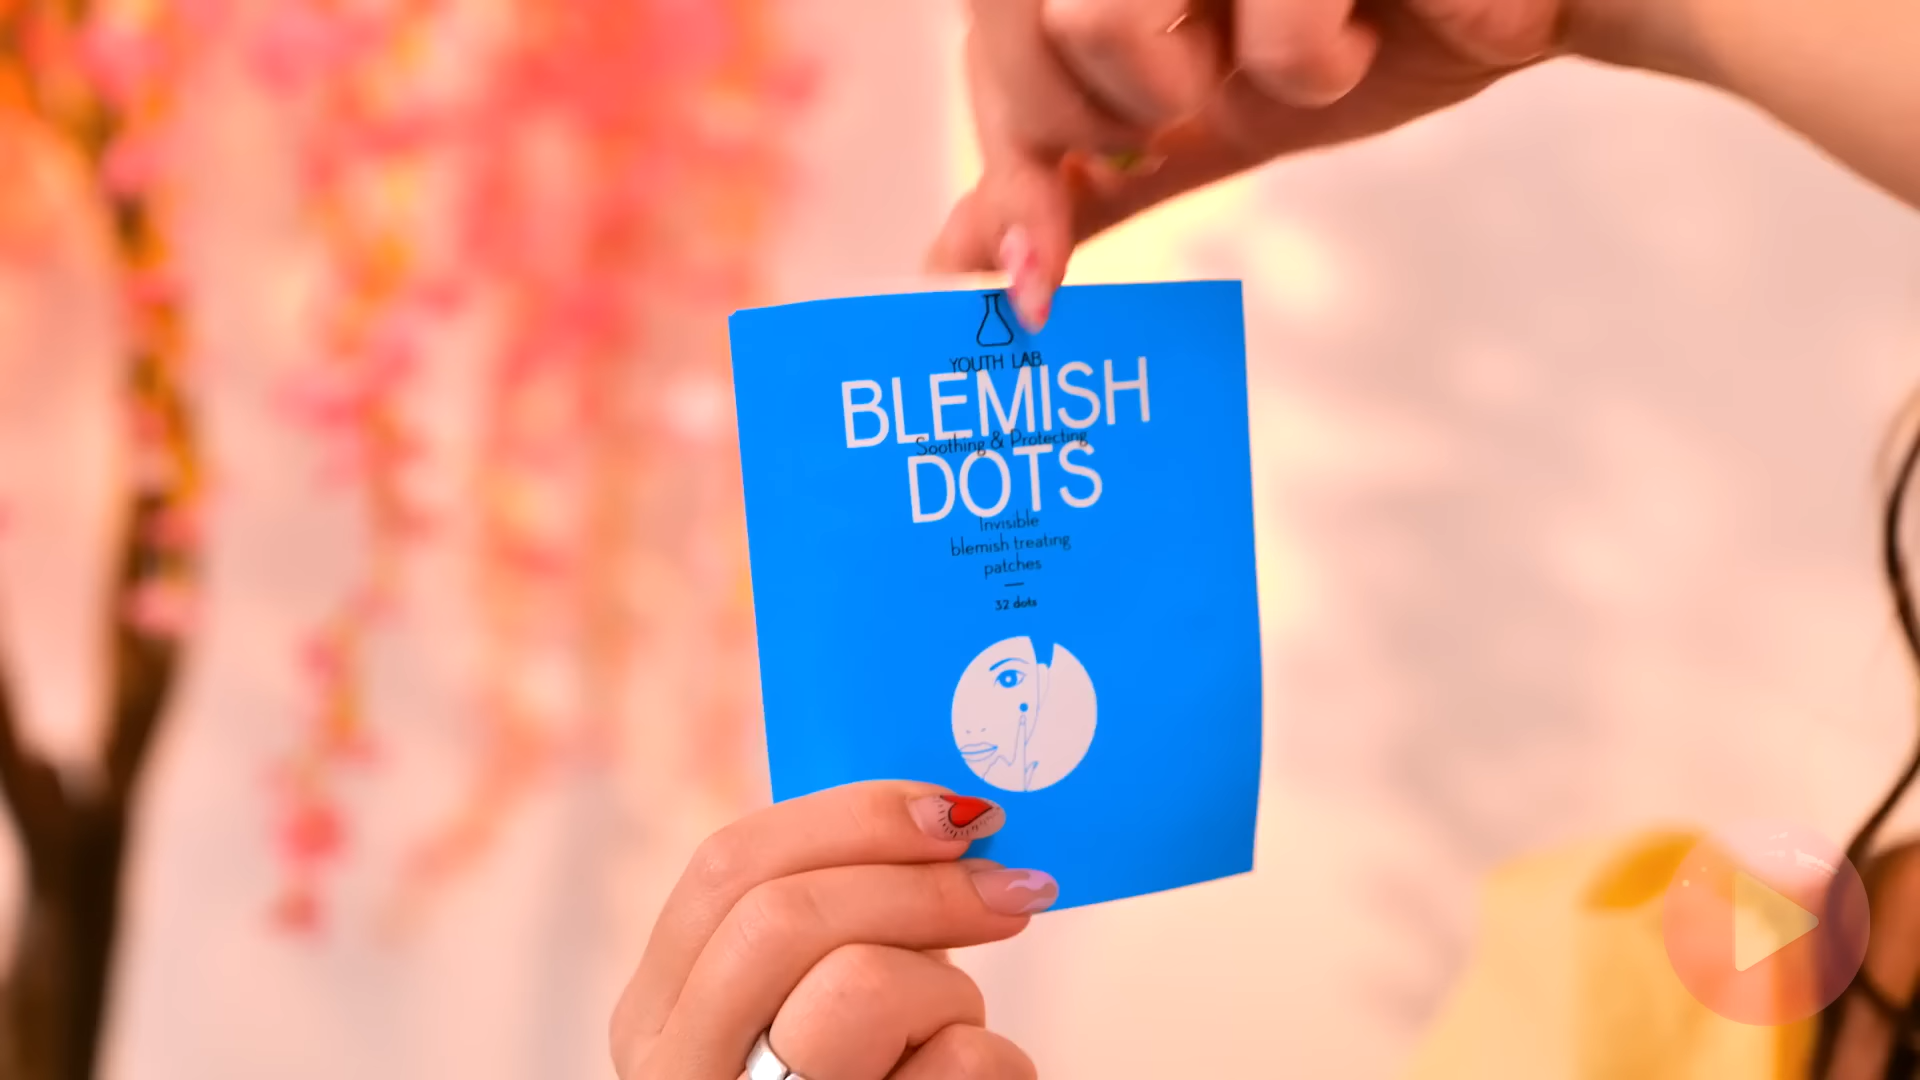 YOUTH LAB.
BLEMISH
Soothing & Protecting
DOTS
Invisible
blemish treating
patches
32 dots